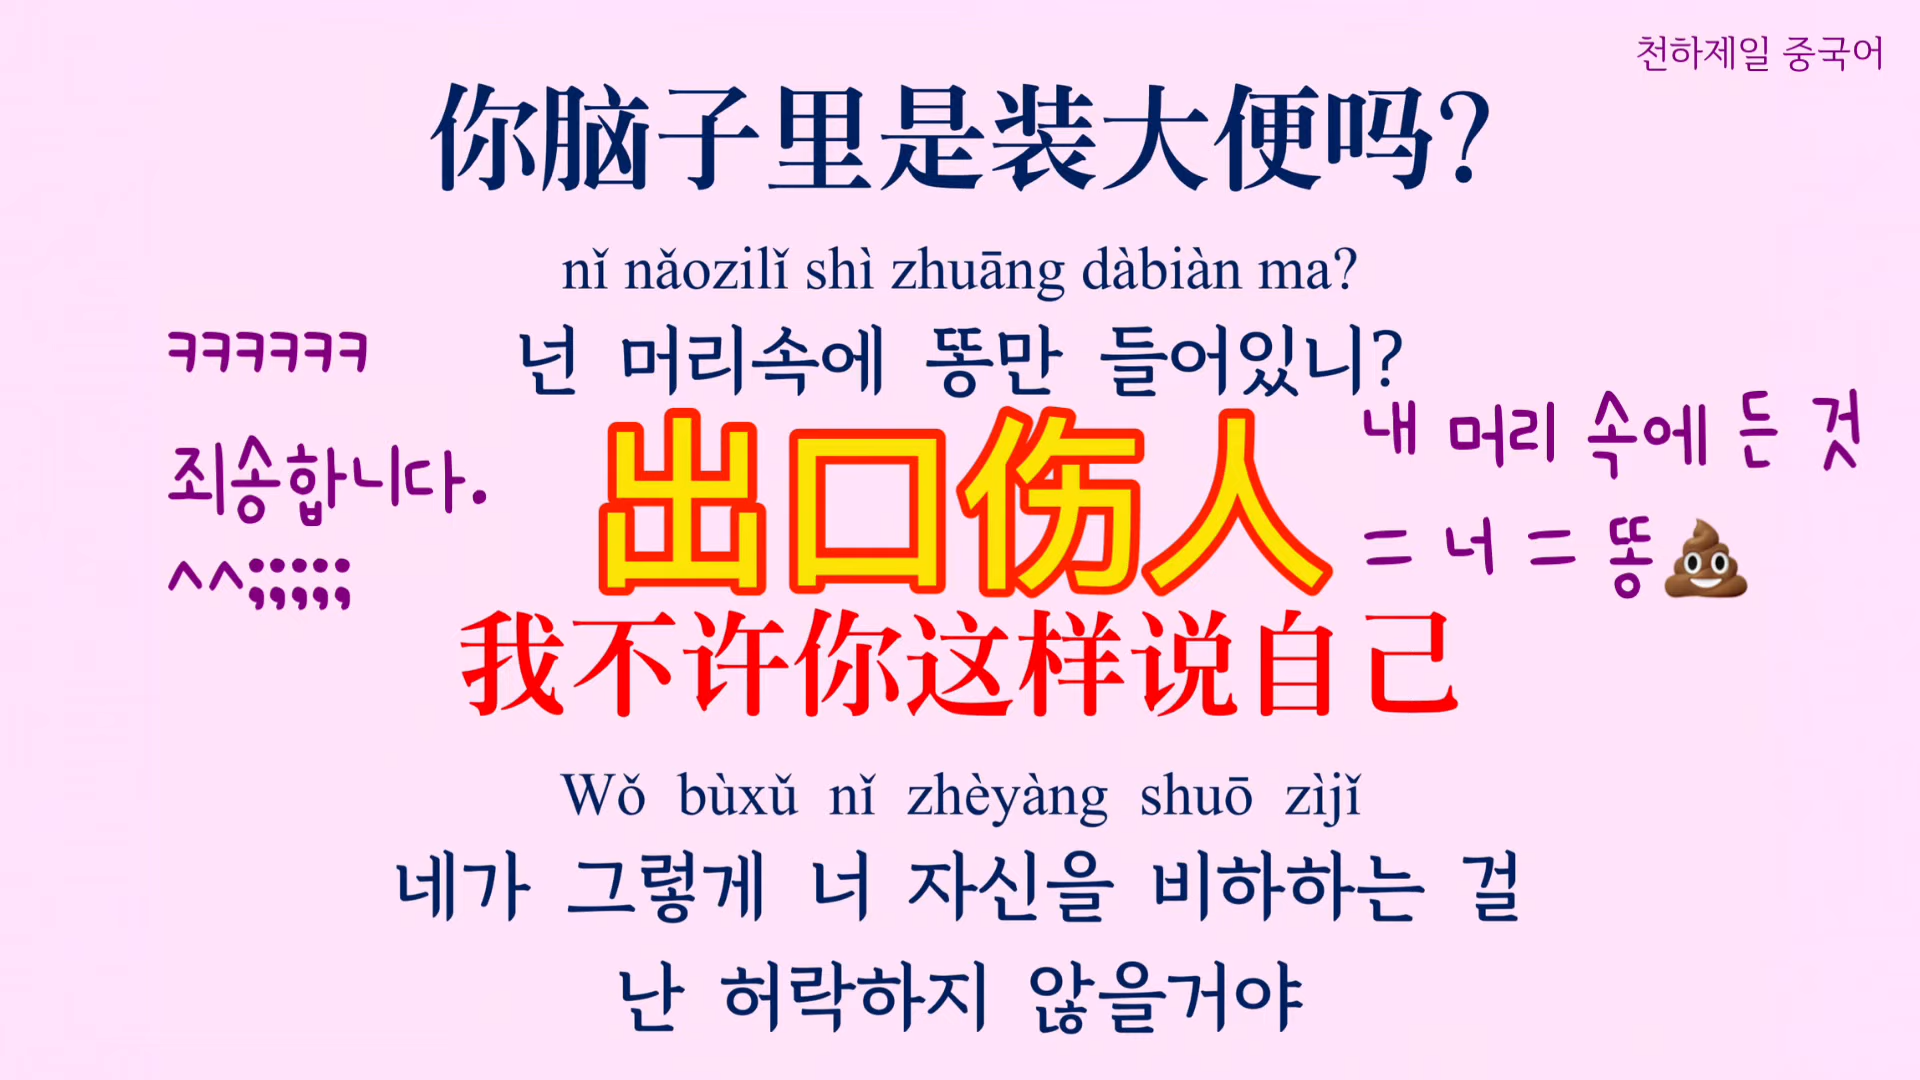 천하제일 중국어
你脑子里是装大便吗?
nǐ nǎozilǐ shì zhuāng dàbiàn ma?
넌 머리속에 똥만 들어있니?
ㅋㅋㅋㅋㅋㅋ
죄송합니다.
^^;;;;;
出口伤人
내 머리 속에 든 것
= 너 = 똥💩
我不许你这样说自己
Wǒ bùxǔ nǐ zhèyàng shuō zìjǐ
네가 그렇게 너 자신을 비하하는 걸
난 허락하지 않을거야